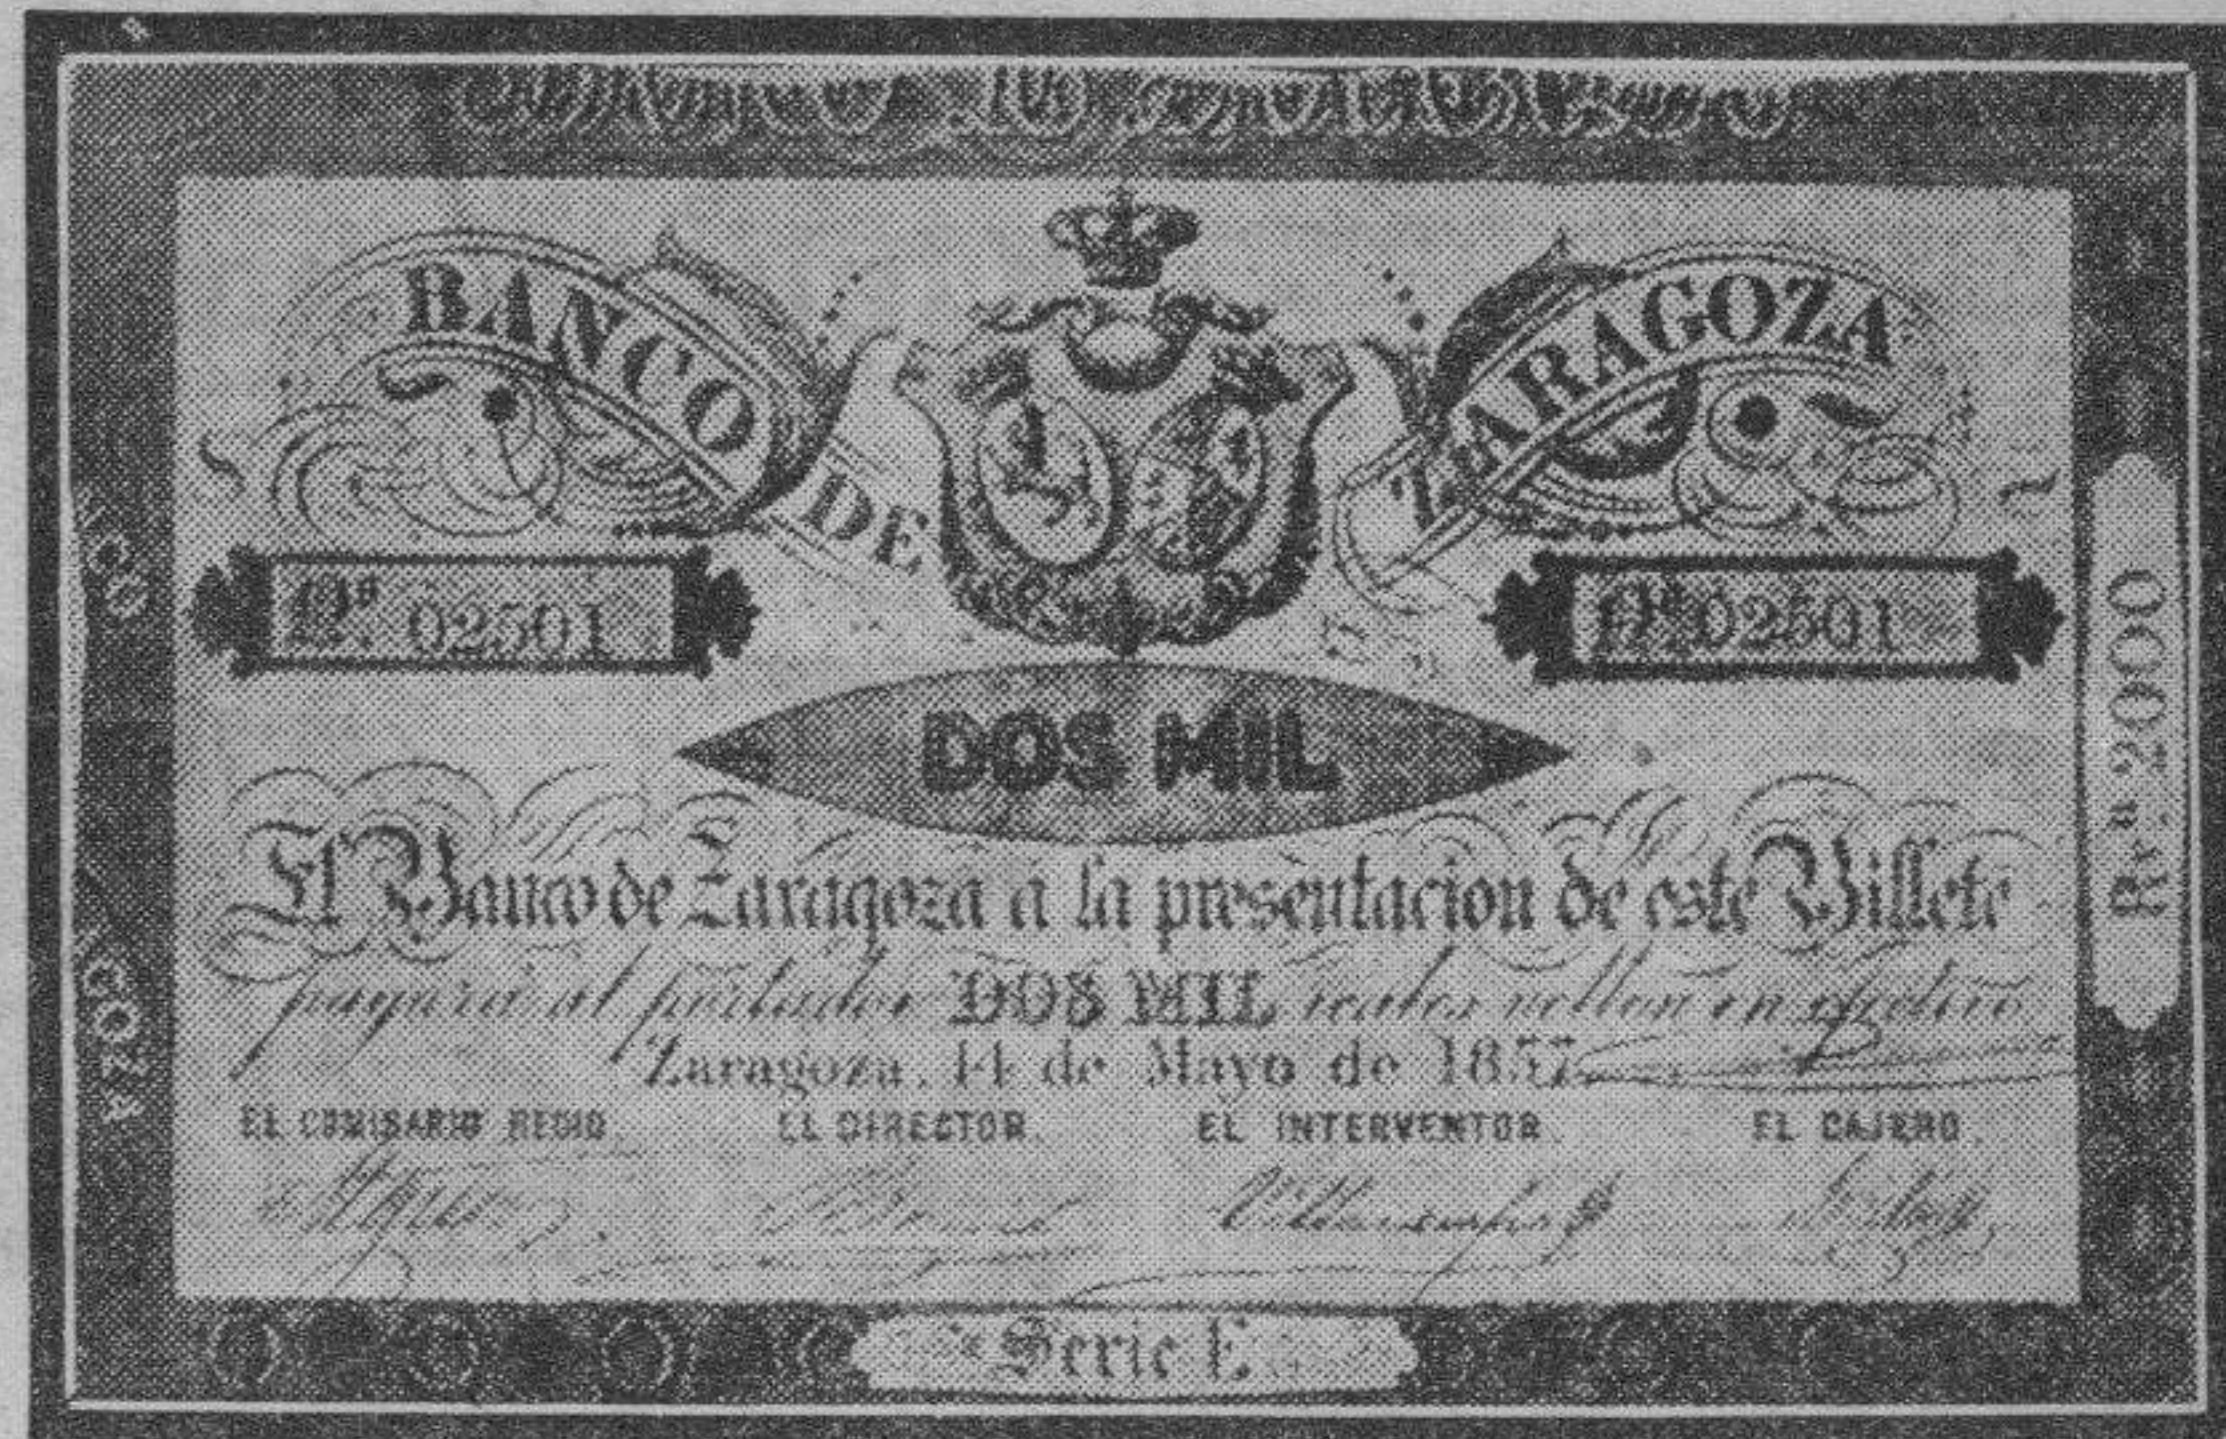 BANCO DE ZARAGOZA
Nº. 02501
Nº. 02501
DOS MIL
El Banco de Zaragoza á la presentacion de este Villete
pagará al portador DOS MIL reales vellon en efectivo
Zaragoza, 14 de Mayo de 1857
EL COMISARIO REGIO. EL DIRECTOR. EL INTERVENTOR. EL CAJERO.
Serie E
Rs.n 2000
NCO
AGOZA